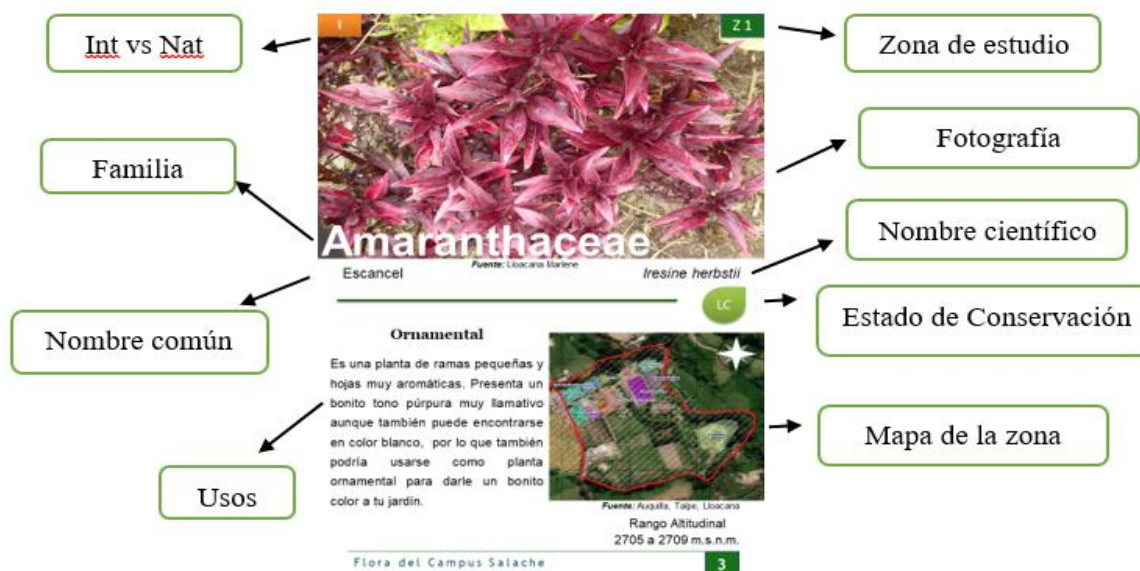 Int vs Nat
I
Z 1
Zona de estudio
Familia
Fotografía
Amaranthaceae
Fuente: Lloacana Marlene
Escancel
Iresine herbstii
Nombre científico
LC
Nombre común
Estado de Conservación
Ornamental
Es una planta de ramas pequeñas y
hojas muy aromáticas. Presenta un
bonito tono púrpura muy llamativo
aunque también puede encontrarse
en color blanco, por lo que también
podría usarse como planta
ornamental para darle un bonito
color a tu jardín.
Mapa de la zona
Usos
Fuente: Auquilla, Taipe, Lloacana
Rango Altitudinal
2705 a 2709 m.s.n.m.
Flora del Campus Salache
3